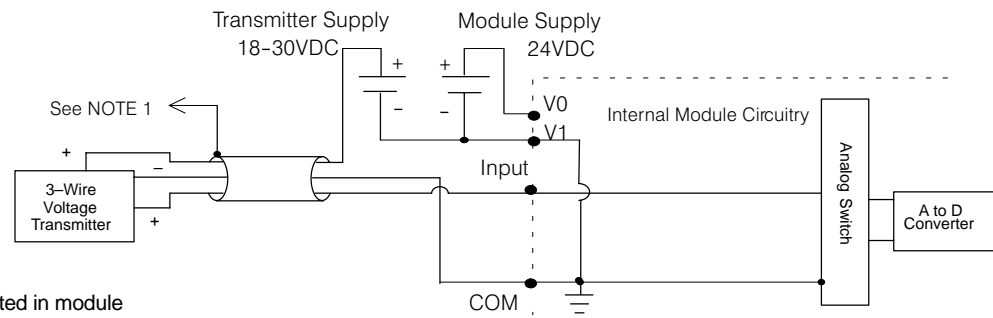 Transmitter Supply
18–30VDC
Module Supply
24VDC
+
–
+
–
See NOTE 1
V0
V1
Internal Module Circuitry
Input
+
–
+
3–Wire
Voltage
Transmitter
Analog Switch
A to D
Converter
COM
ted in module